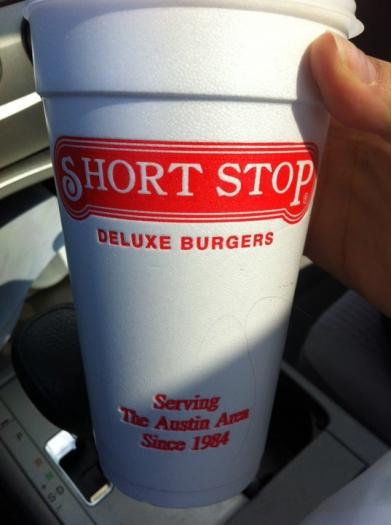 SHORT STOP®
DELUXE BURGERS
Serving
The Austin Area
Since 1984